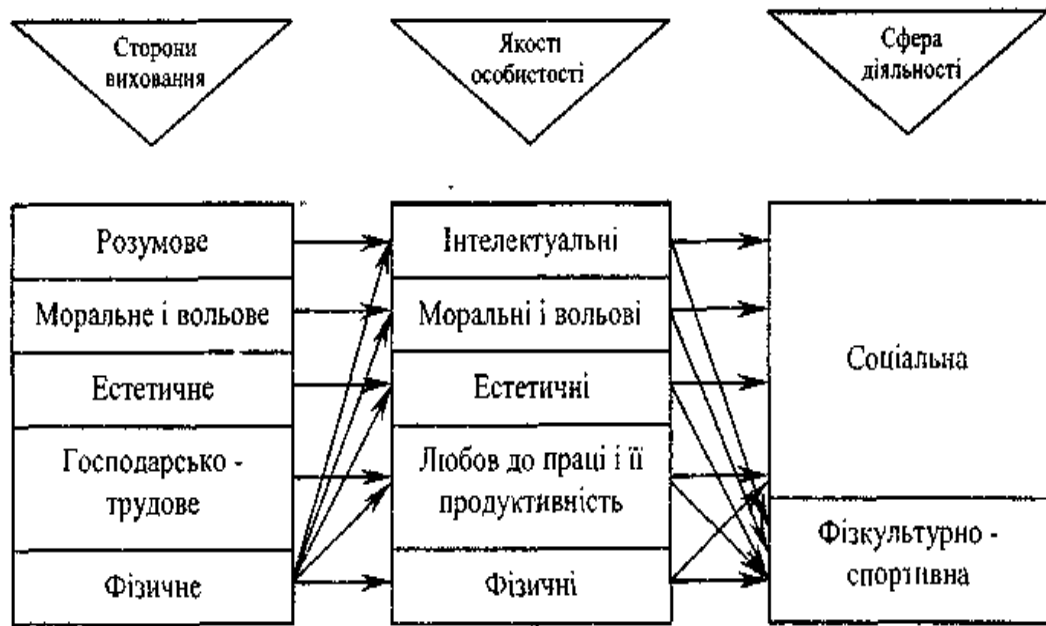 Сторони
виховання
Якості
особистості
Сфера
діяльності
Розумове
Моральне і вольове
Естетичне
Господарсько -
трудове
Фізичне
Інтелектуальні
Моральні і вольові
Естетичні
Любов до праці і її
продуктивність
Фізичні
Соціальна
Фізкультурно -
спортивна